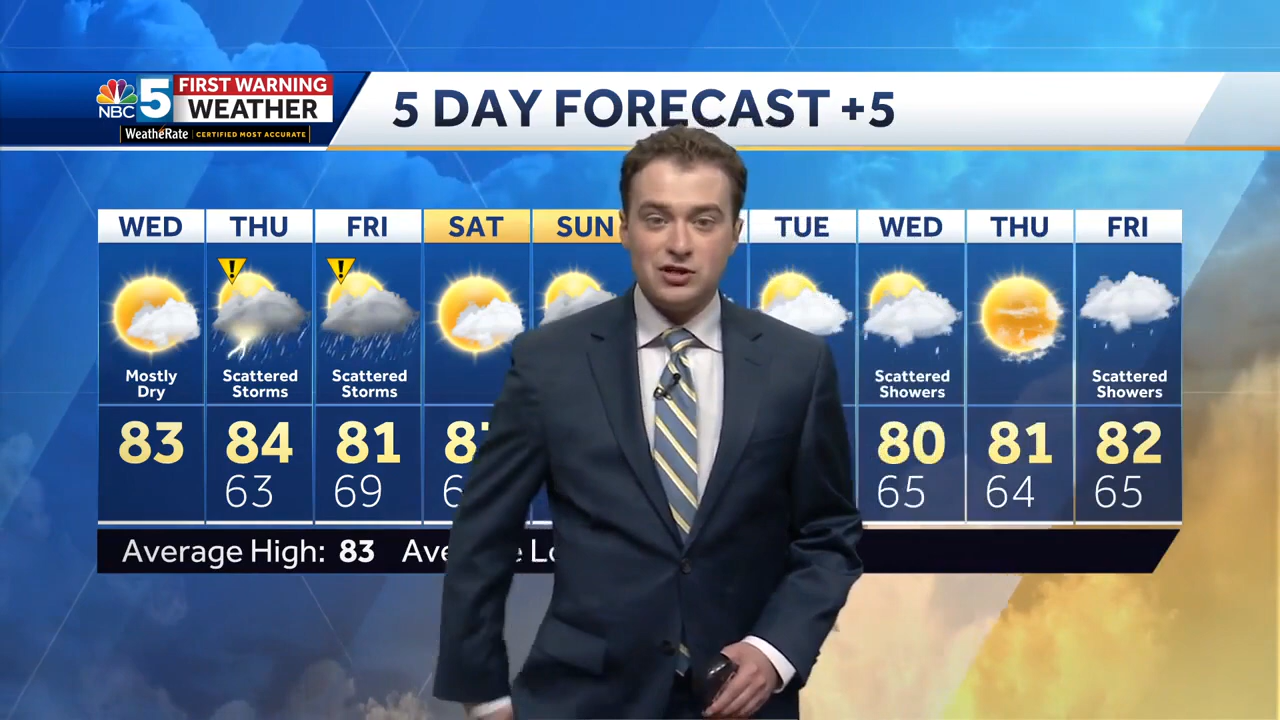 NBC 5 FIRST WARNING
WEATHER
WeatheRate CERTIFIED MOST ACCURATE
5 DAY FORECAST +5
WED THU FRI SAT SUN TUE WED THU FRI
! !
Mostly Dry
Scattered Storms
Scattered Storms
Scattered Showers
Scattered Showers
83 84 81 80 81 82
63 69 65 64 65
Average High: 83